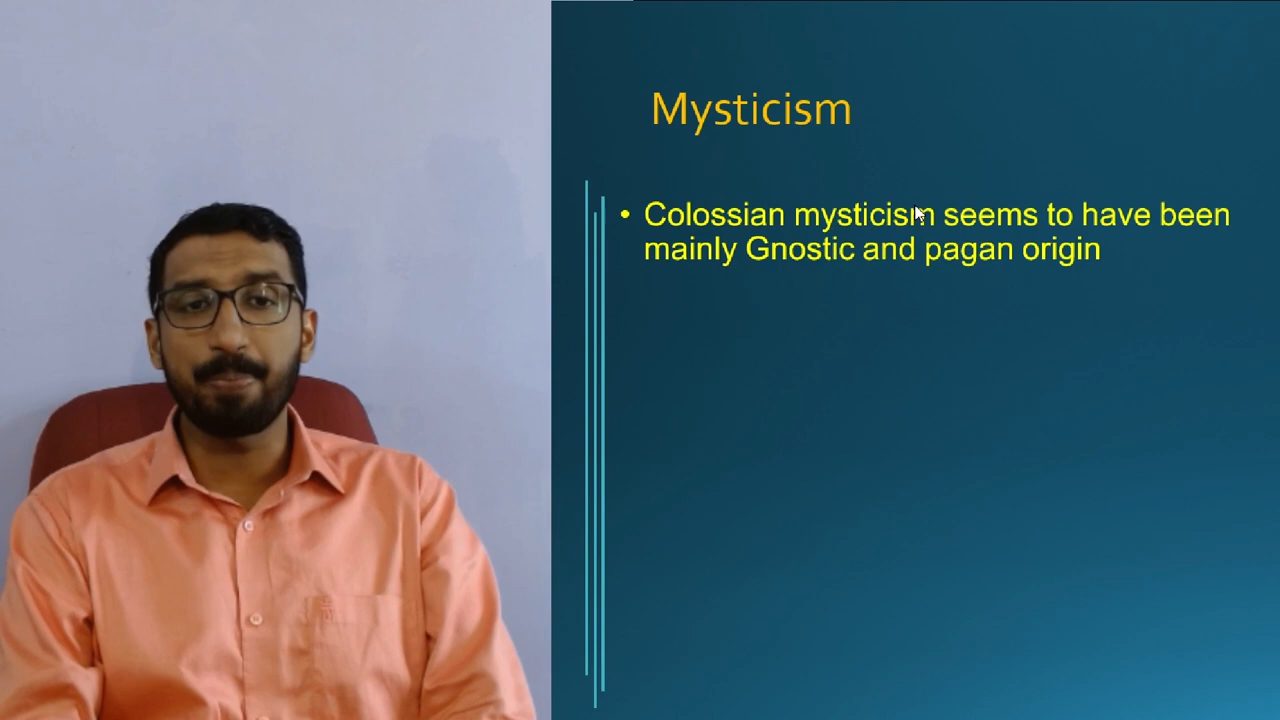 Mysticism
• Colossian mysticism seems to have been
mainly Gnostic and pagan origin